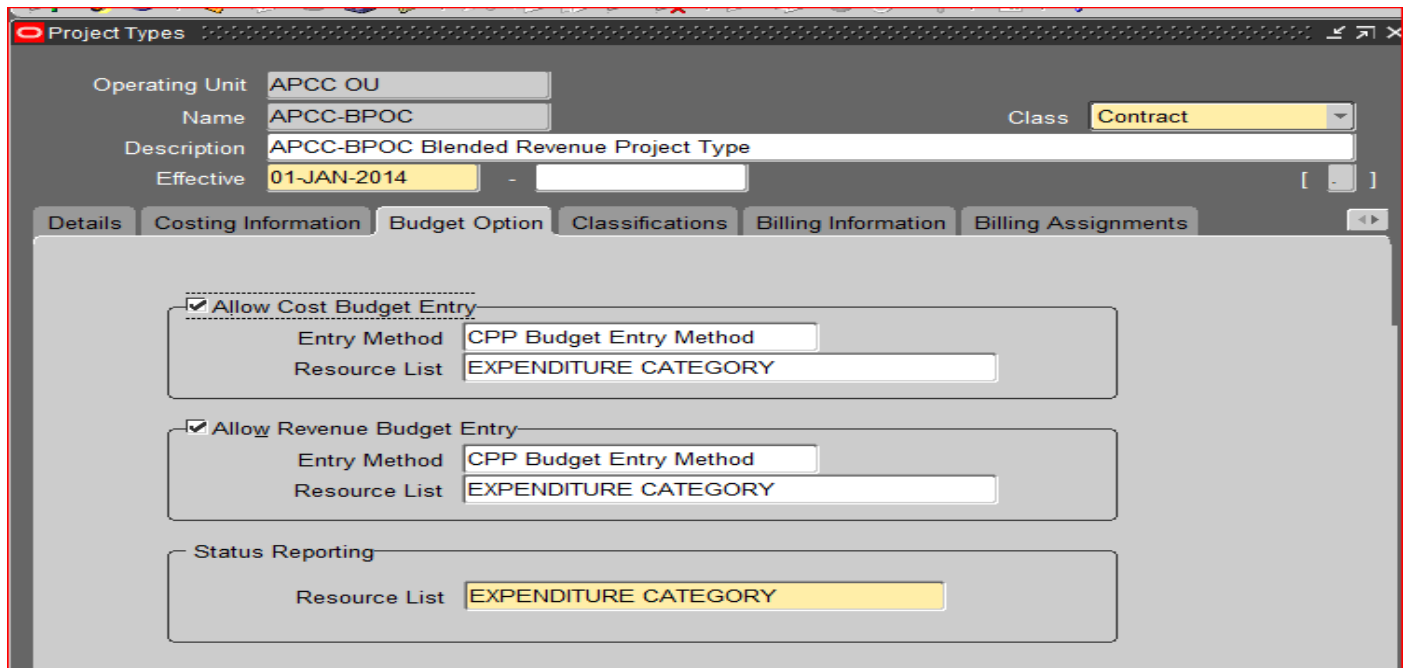 Project Types
Operating Unit APCC OU
Name APCC-BPOC Class Contract
Description APCC-BPOC Blended Revenue Project Type
Effective 01-JAN-2014 - [ . ]
Details Costing Information Budget Option Classifications Billing Information Billing Assignments
Allow Cost Budget Entry
Entry Method CPP Budget Entry Method
Resource List EXPENDITURE CATEGORY
Allow Revenue Budget Entry
Entry Method CPP Budget Entry Method
Resource List EXPENDITURE CATEGORY
Status Reporting
Resource List EXPENDITURE CATEGORY